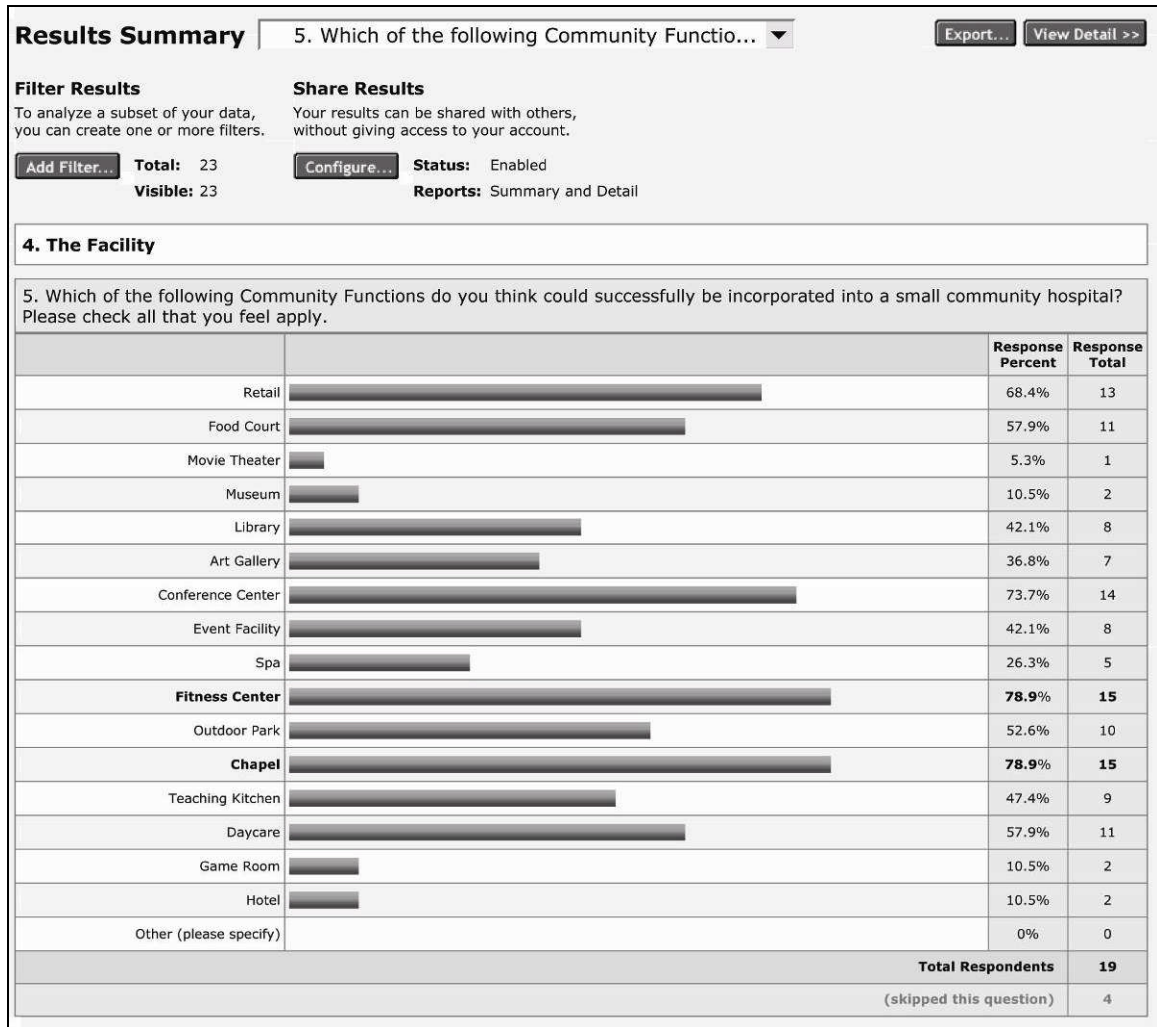 Results Summary 5. Which of the following Community Functio... Export... View Detail >>
Filter Results Share Results
To analyze a subset of your data, Your results can be shared with others,
you can create one or more filters. without giving access to your account.
Add Filter... Total: 23 Configure... Status: Enabled
Visible: 23 Reports: Summary and Detail
4. The Facility
5. Which of the following Community Functions do you think could successfully be incorporated into a small community hospital?
Please check all that you feel apply.
Response Response
Percent Total
Retail 68.4% 13
Food Court 57.9% 11
Movie Theater 5.3% 1
Museum 10.5% 2
Library 42.1% 8
Art Gallery 36.8% 7
Conference Center 73.7% 14
Event Facility 42.1% 8
Spa 26.3% 5
Fitness Center 78.9% 15
Outdoor Park 52.6% 10
Chapel 78.9% 15
Teaching Kitchen 47.4% 9
Daycare 57.9% 11
Game Room 10.5% 2
Hotel 10.5% 2
Other (please specify) 0% 0
Total Respondents 19
(skipped this question) 4